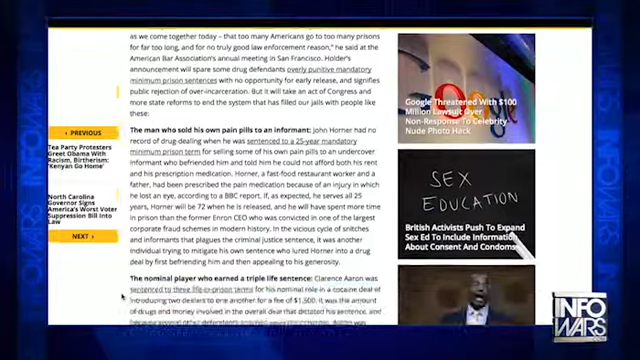 as we come together today – that too many Americans go to too many prisons
for far too long, and for no truly good law enforcement reason," he said at the
American Bar Association's annual meeting in San Francisco. Holder's
announcement will spare some drug defendants overly punitive mandatory
minimum prison sentences with no opportunity for early release, and signifies
public rejection of over-incarceration. But it will take an act of Congress and
more state reforms to end the system that has filled our jails with people like
these:
The man who sold his own pain pills to an informant: John Horner had no
record of drug-dealing when he was sentenced to a 25-year mandatory
minimum prison term for selling some of his own pain pills to an undercover
informant who befriended him and told him he could not afford both his rent
and his prescription medication. Horner, a fast-food restaurant worker and a
father, had been prescribed the pain medication because of an injury in which
he lost an eye, according to a BBC report. If, as expected, he serves all 25
years, Horner will be 72 when he is released, and he will have spent more time
in prison than the former Enron CEO who was convicted in one of the largest
corporate fraud schemes in modern history. In the vicious cycle of snitches
and informants that plagues the criminal justice sentence, it was another
individual trying to mitigate his own sentence who lured Horner into a drug
deal by first befriending him and then appealing to his generosity.
The nominal player who earned a triple life sentence: Clarence Aaron was
sentenced to three life-in-prison terms for his nominal role in a cocaine deal of
introducing two dealers to one another for a fee of $1,500. It was the amount
of drugs and money involved in the overall deal that dictated his sentence, and
‹ PREVIOUS
Tea Party Protesters
Greet Obama With
Racism, Birtherism:
'Kenyan Go Home'
North Carolina
Governor Signs
America's Worst Voter
Suppression Bill Into
Law
NEXT ›
Google Threatened With $100
Million Lawsuit Over
Non-Response To Celebrity
Nude Photo Hack
SEX
EDUCATION
British Activists Push To Expand
Sex Ed To Include Information
About Consent And Condoms
INFO
WARS
.COM